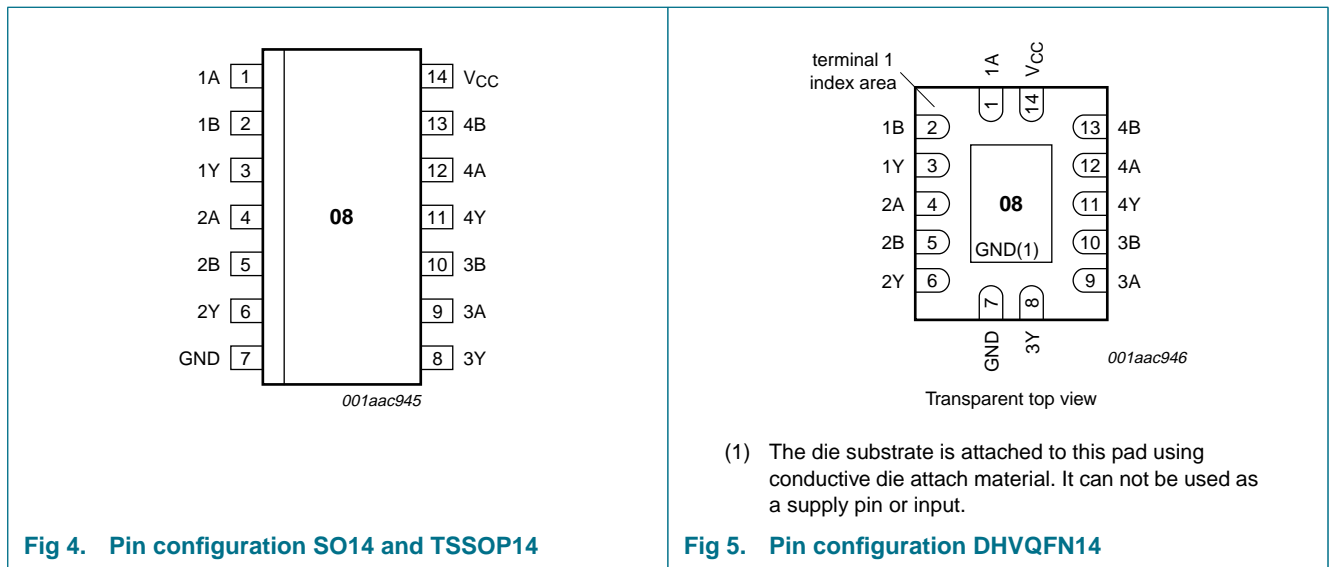 1A 1 14 VCC
1B 2 13 4B
1Y 3 12 4A
2A 4 08 11 4Y
2B 5 10 3B
2Y 6 9 3A
GND 7 8 3Y
001aac945
Fig 4. Pin configuration SO14 and TSSOP14
terminal 1
index area
1A VCC
1 14
1B 2 13 4B
1Y 3 12 4A
2A 4 08 11 4Y
2B 5 GND(1) 10 3B
2Y 6 9 3A
7 8
GND 3Y
001aac946
Transparent top view
(1) The die substrate is attached to this pad using
conductive die attach material. It can not be used as
a supply pin or input.
Fig 5. Pin configuration DHVQFN14